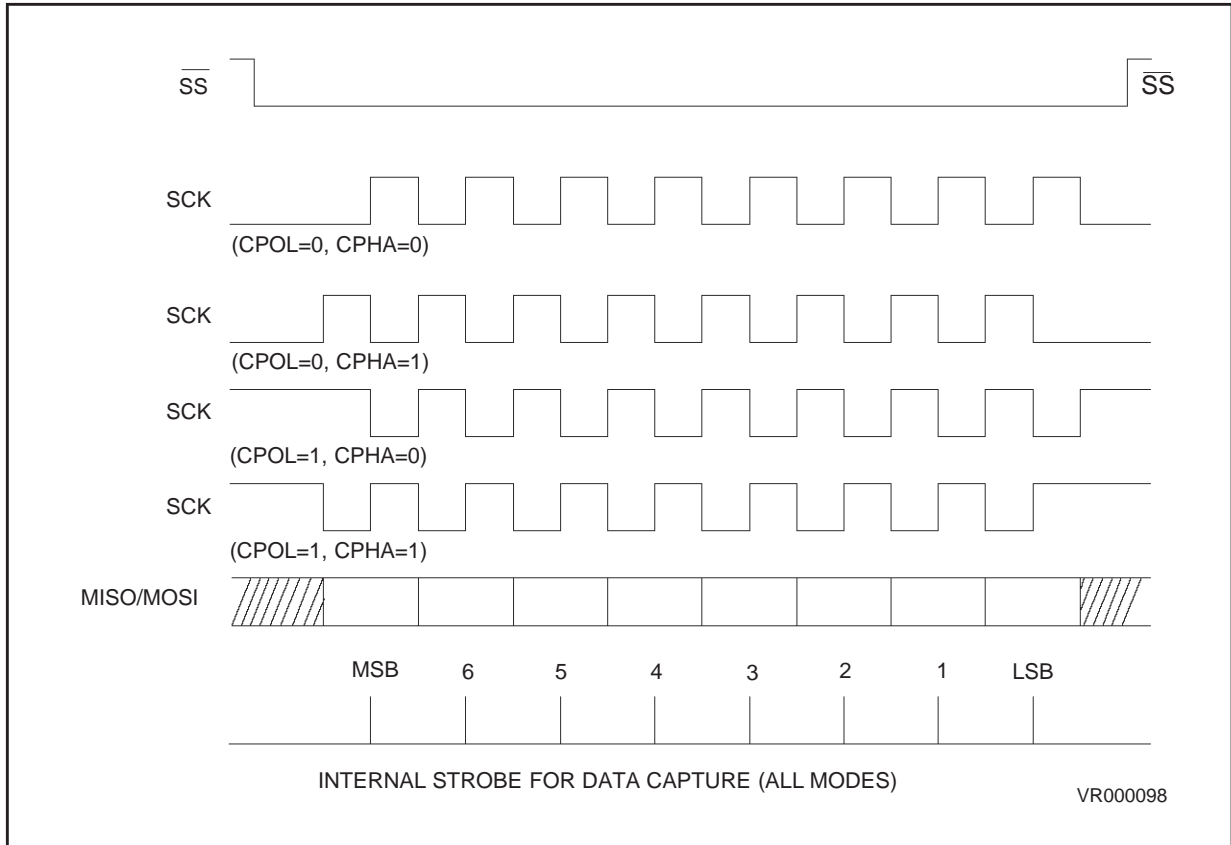 S̅S̅ S̅S̅
SCK
(CPOL=0, CPHA=0)
SCK
(CPOL=0, CPHA=1)
SCK
(CPOL=1, CPHA=0)
SCK
(CPOL=1, CPHA=1)
MISO/MOSI
MSB 6 5 4 3 2 1 LSB
INTERNAL STROBE FOR DATA CAPTURE (ALL MODES)
VR000098